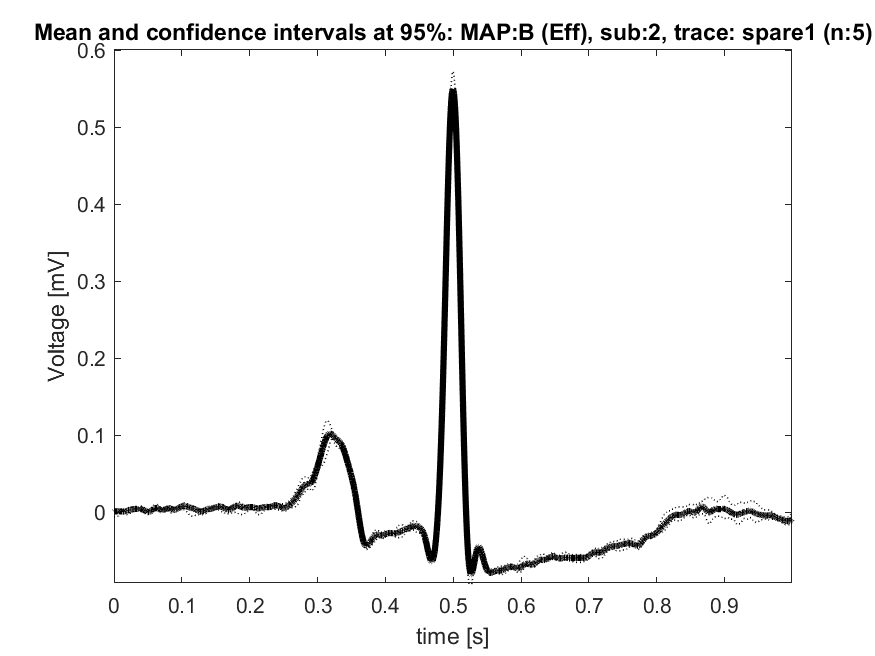 Mean and confidence intervals at 95%: MAP:B (Eff), sub:2, trace: spare1 (n:5)
0.6
0.5
0.4
0.3
0.2
0.1
0
Voltage [mV]
0 0.1 0.2 0.3 0.4 0.5 0.6 0.7 0.8 0.9
time [s]